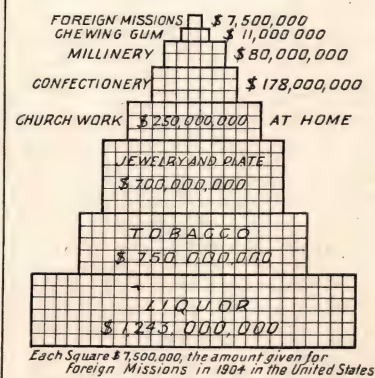 FOREIGN MISSIONS $ 7,500,000
CHEWING GUM $ 11,000 000
MILLINERY $ 80,000,000
CONFECTIONERY $ 178,000,000
CHURCH WORK $ 250,000,000 AT HOME
JEWELRY AND PLATE
$ 700,000,000
TOBACCO
$ 750,000,000
LIQUOR
$ 1,243,000,000
Each Square $ 7,500,000, the amount given for
Foreign Missions in 1904 in the United States